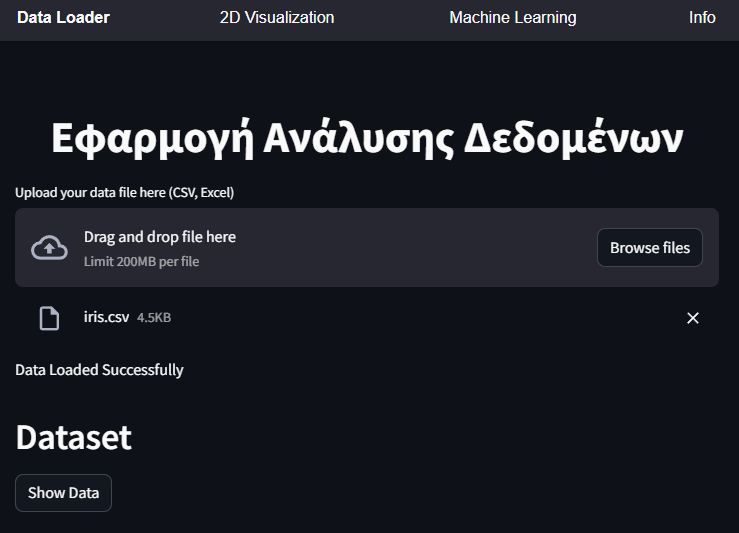 Data Loader 2D Visualization Machine Learning Info
Εφαρμογή Ανάλυσης Δεδομένων
Upload your data file here (CSV, Excel)
Drag and drop file here
Limit 200MB per file
Browse files
iris.csv 4.5KB
Data Loaded Successfully
Dataset
Show Data